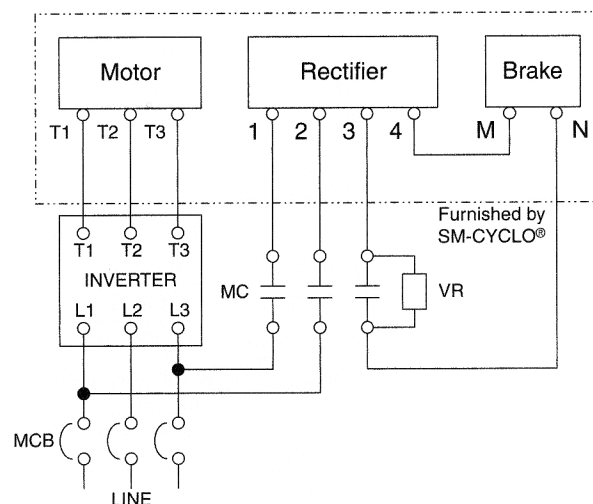 Motor
Rectifier
Brake
T1 T2 T3
1 2 3 4 M N
Furnished by
SM-CYCLO®
T1 T2 T3
INVERTER
MC
VR
L1 L2 L3
MCB
LINE